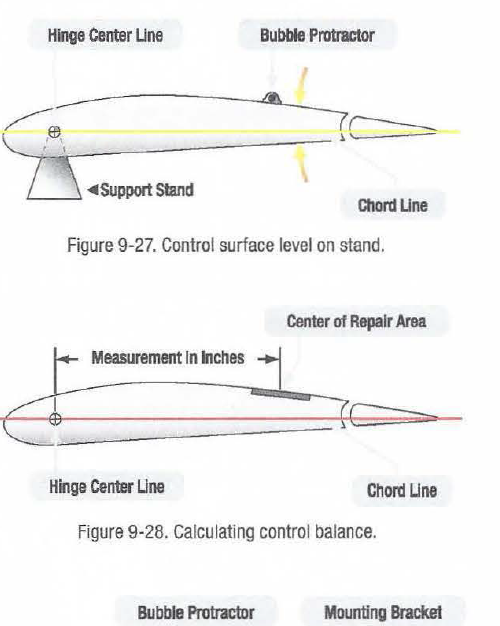 Hinge Center Line
Bubble Protractor
Support Stand
Chord Line
Figure 9-27. Control surface level on stand.
Center of Repair Area
Measurement in Inches
Hinge Center Line
Chord Line
Figure 9-28. Calculating control balance.
Bubble Protractor
Mounting Bracket